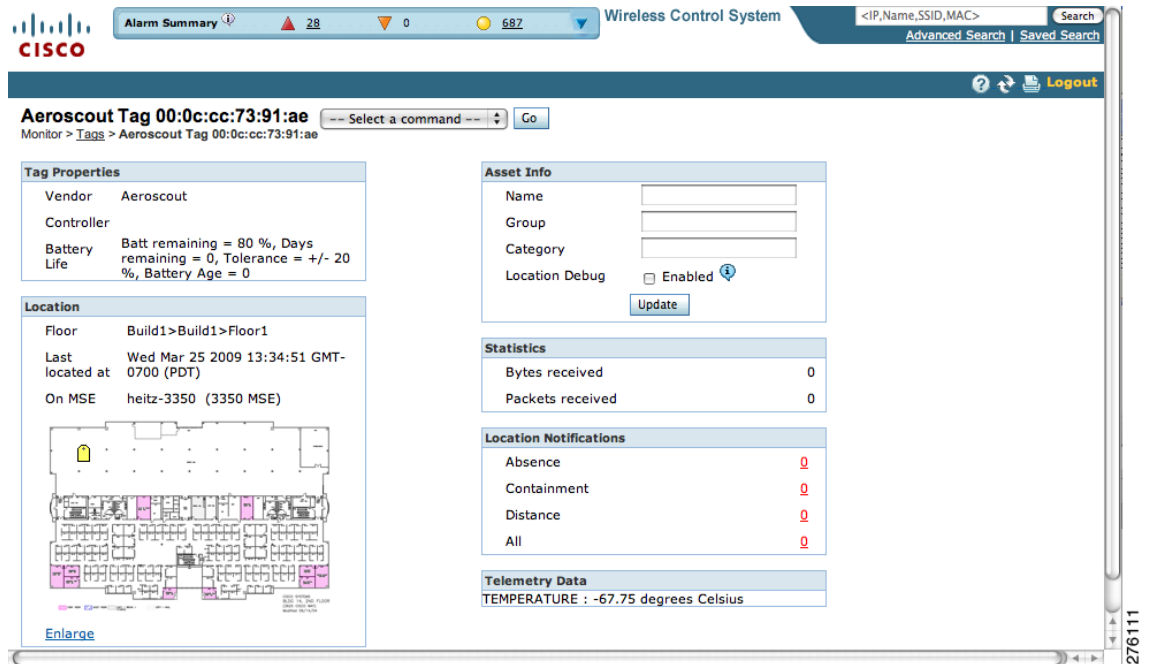 CISCO
Alarm Summary 28 0 687
Wireless Control System
<IP,Name,SSID,MAC> Search
Advanced Search | Saved Search
Logout
Aeroscout Tag 00:0c:cc:73:91:ae -- Select a command -- Go
Monitor > Tags > Aeroscout Tag 00:0c:cc:73:91:ae
Tag Properties
Vendor Aeroscout
Controller
Battery Life Batt remaining = 80 %, Days
remaining = 0, Tolerance = +/- 20
%, Battery Age = 0
Location
Floor Build1>Build1>Floor1
Last located at Wed Mar 25 2009 13:34:51 GMT-
0700 (PDT)
On MSE heitz-3350 (3350 MSE)
Enlarge
Asset Info
Name
Group
Category
Location Debug Enabled
Update
Statistics
Bytes received 0
Packets received 0
Location Notifications
Absence 0
Containment 0
Distance 0
All 0
Telemetry Data
TEMPERATURE : -67.75 degrees Celsius
276111